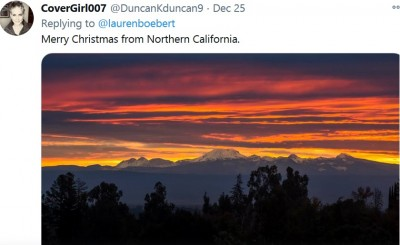 CoverGirl007 @DuncanKduncan9 · Dec 25
Replying to @laurenboebert
Merry Christmas from Northern California.